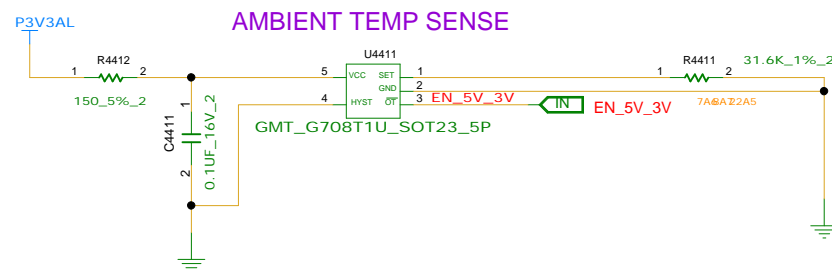 P3V3AL
AMBIENT TEMP SENSE
R4412
1 2
150_5%_2
U4411
5 VCC SET 1
GND 2
4 HYST OT 3
GMT_G708T1U_SOT23_5P
EN_5V_3V
IN
EN_5V_3V
R4411
1 2
31.6K_1%_2
C4411
1
2
0.1UF_16V_2